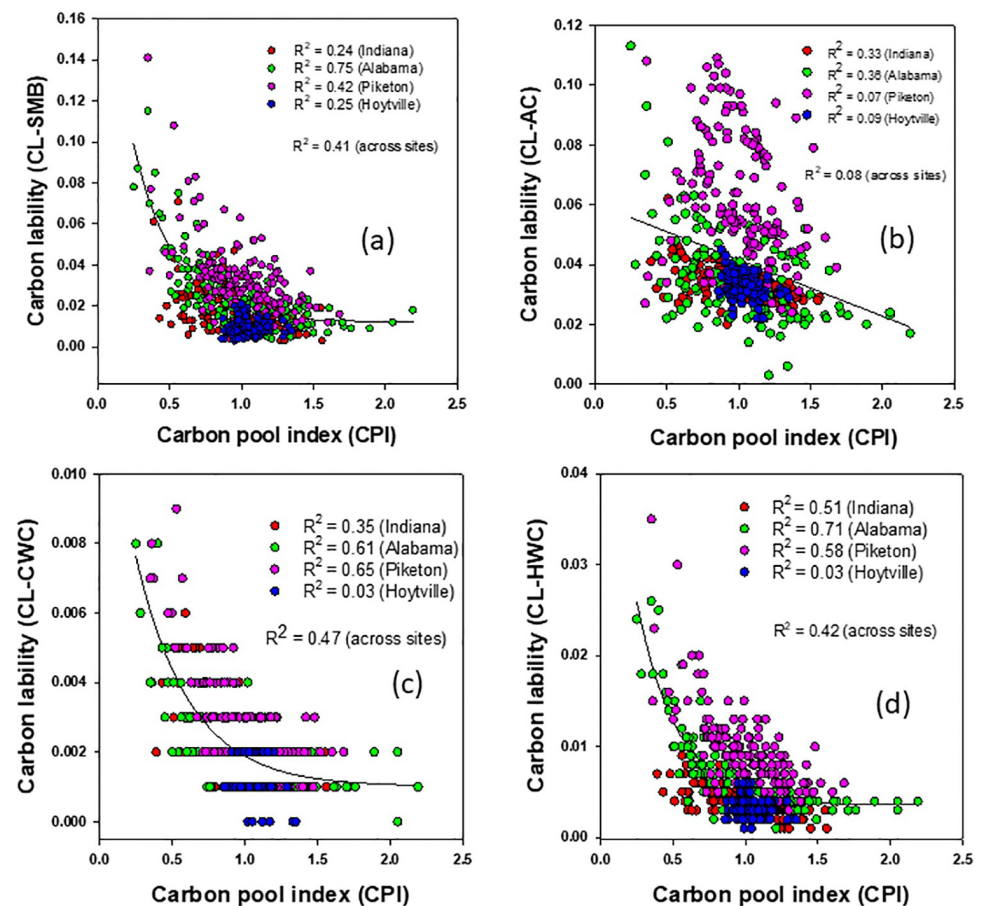 Carbon lability (CL-SMB)
0.16
0.14
0.12
0.10
0.08
0.06
0.04
0.02
0.00
R² = 0.24 (Indiana)
R² = 0.75 (Alabama)
R² = 0.42 (Piketon)
R² = 0.25 (Hoytville)
R² = 0.41 (across sites)
(a)
0.0 0.5 1.0 1.5 2.0 2.5
Carbon pool index (CPI)
Carbon lability (CL-AC)
0.12
0.10
0.08
0.06
0.04
0.02
0.00
R² = 0.33 (Indiana)
R² = 0.36 (Alabama)
R² = 0.07 (Piketon)
R² = 0.09 (Hoytville)
R² = 0.08 (across sites)
(b)
0.0 0.5 1.0 1.5 2.0 2.5
Carbon pool index (CPI)
Carbon lability (CL-CWC)
0.010
0.008
0.006
0.004
0.002
0.000
R² = 0.35 (Indiana)
R² = 0.61 (Alabama)
R² = 0.65 (Piketon)
R² = 0.03 (Hoytville)
R² = 0.47 (across sites)
(c)
0.0 0.5 1.0 1.5 2.0 2.5
Carbon pool index (CPI)
Carbon lability (CL-HWC)
0.04
0.03
0.02
0.01
0.00
R² = 0.51 (Indiana)
R² = 0.71 (Alabama)
R² = 0.58 (Piketon)
R² = 0.03 (Hoytville)
R² = 0.42 (across sites)
(d)
0.0 0.5 1.0 1.5 2.0 2.5
Carbon pool index (CPI)